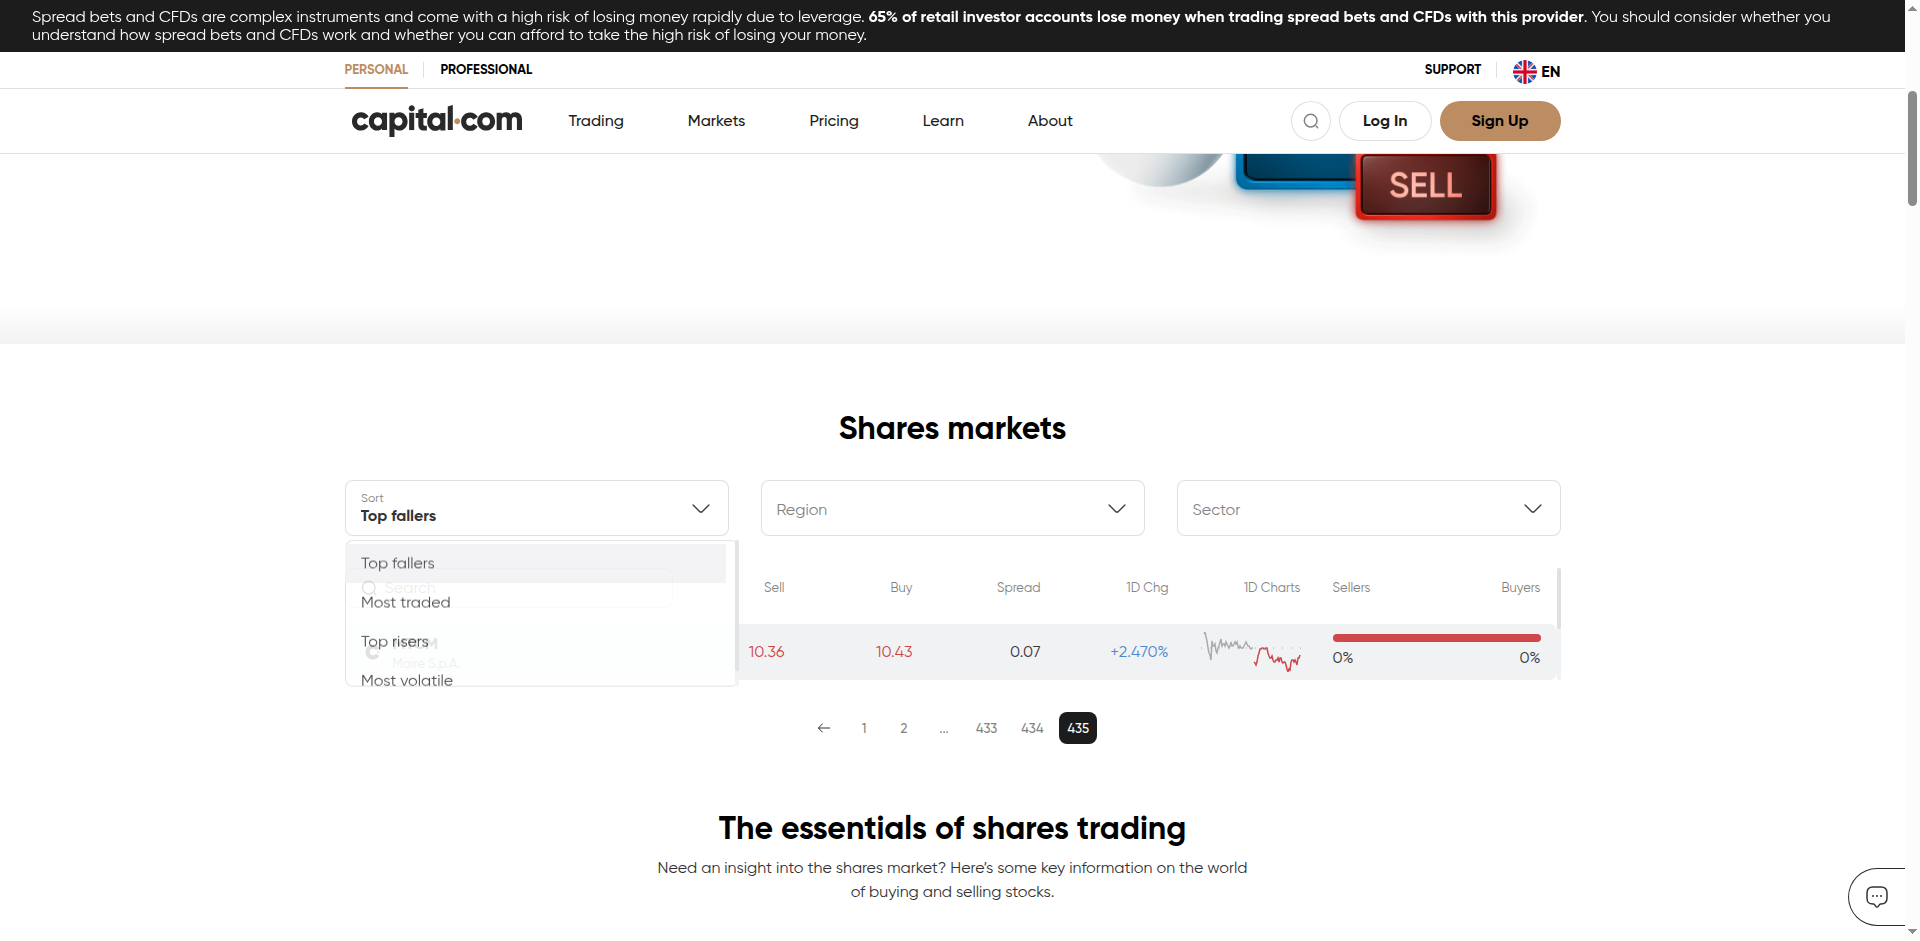 Spread bets and CFDs are complex instruments and come with a high risk of losing money rapidly due to leverage. 65% of retail investor accounts lose money when trading spread bets and CFDs with this provider. You should consider whether you
understand how spread bets and CFDs work and whether you can afford to take the high risk of losing your money.
PERSONAL PROFESSIONAL SUPPORT EN
capital.com Trading Markets Pricing Learn About Log In Sign Up
SELL
Shares markets
Sort
Top fallers
Region
Sector
Top fallers
Search
Most traded
Top risers
Maire S.p.A.
Most volatile
Sell Buy Spread 1D Chg 1D Charts Sellers Buyers
10.36 10.43 0.07 +2.470% 0% 0%
← 1 2 ... 433 434 435
The essentials of shares trading
Need an insight into the shares market? Here's some key information on the world
of buying and selling stocks.